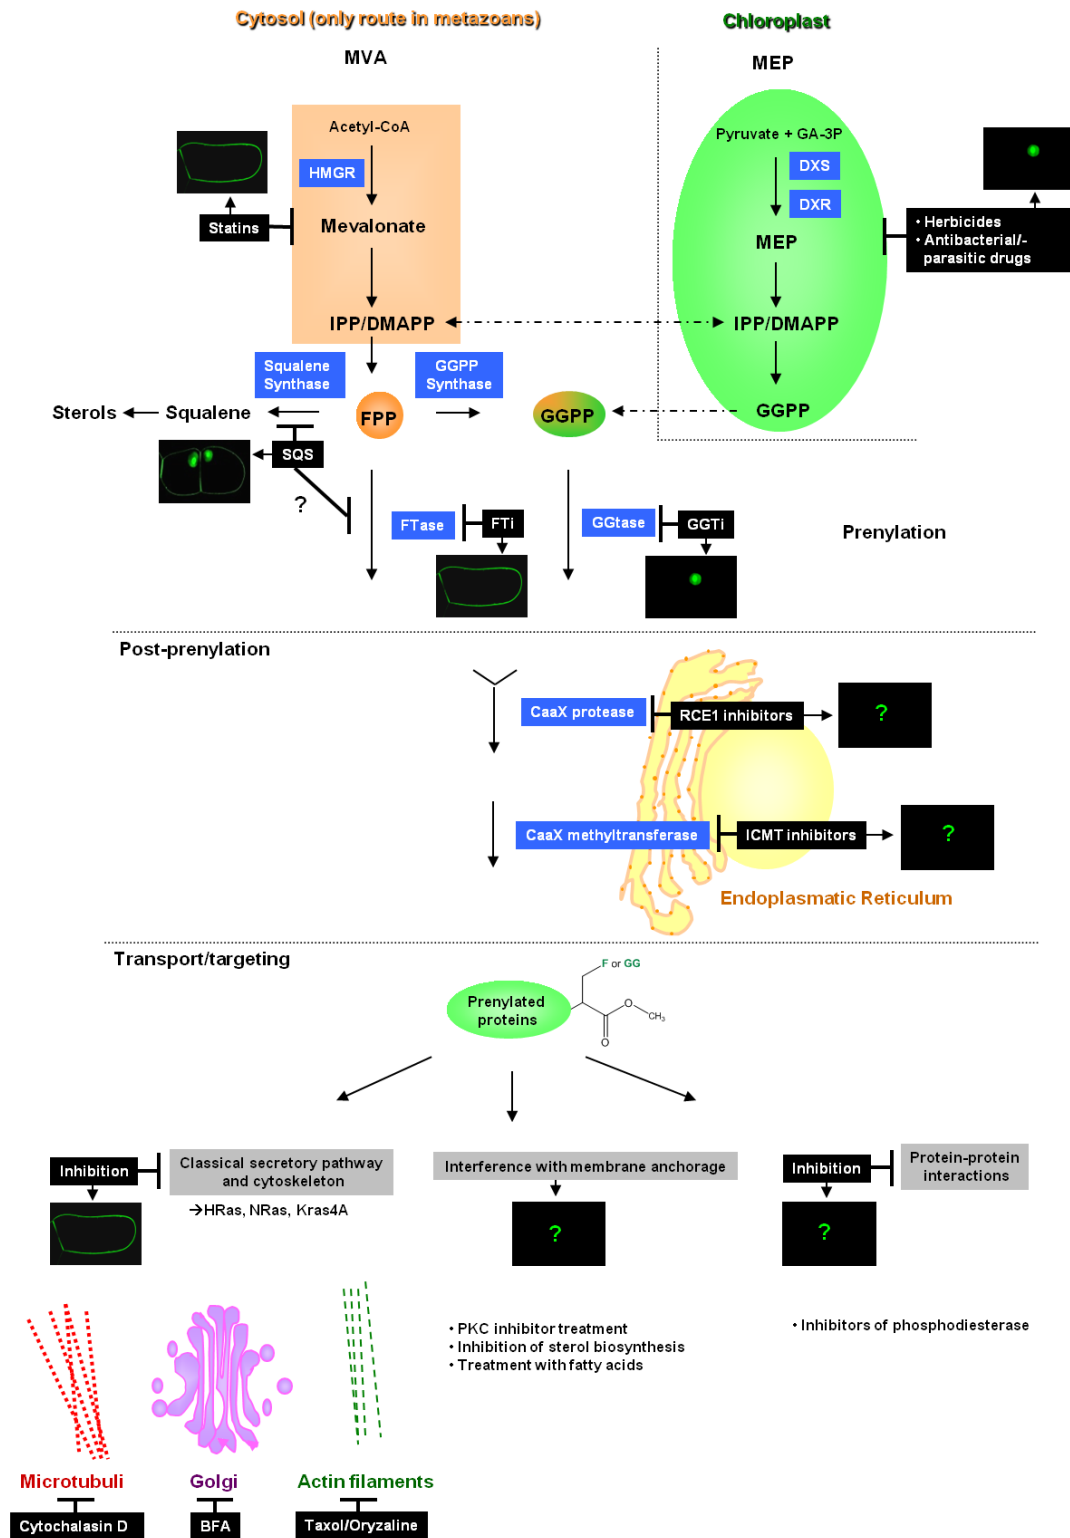 Cytosol (only route in metazoans)
Chloroplast
MVA
MEP
Acetyl-CoA
Pyruvate + GA-3P
HMGR
DXS
DXR
Statins
Mevalonate
MEP
• Herbicides
• Antibacterial/-
parasitic drugs
IPP/DMAPP
IPP/DMAPP
Squalene
Synthase
GGPP
Synthase
Sterols
Squalene
FPP
GGPP
GGPP
SQS
?
FTase
FTi
GGtase
GGTi
Prenylation
Post-prenylation
CaaX protease
RCE1 inhibitors
?
CaaX methyltransferase
ICMT inhibitors
?
Endoplasmatic Reticulum
Transport/targeting
F or GG
Prenylated
proteins
O
CH3
O
Inhibition
Classical secretory pathway
and cytoskeleton
→HRas, NRas, Kras4A
Interference with membrane anchorage
?
Inhibition
Protein-protein
interactions
?
• PKC inhibitor treatment
• Inhibition of sterol biosynthesis
• Treatment with fatty acids
• Inhibitors of phosphodiesterase
Microtubuli
Golgi
Actin filaments
Cytochalasin D
BFA
Taxol/Oryzaline